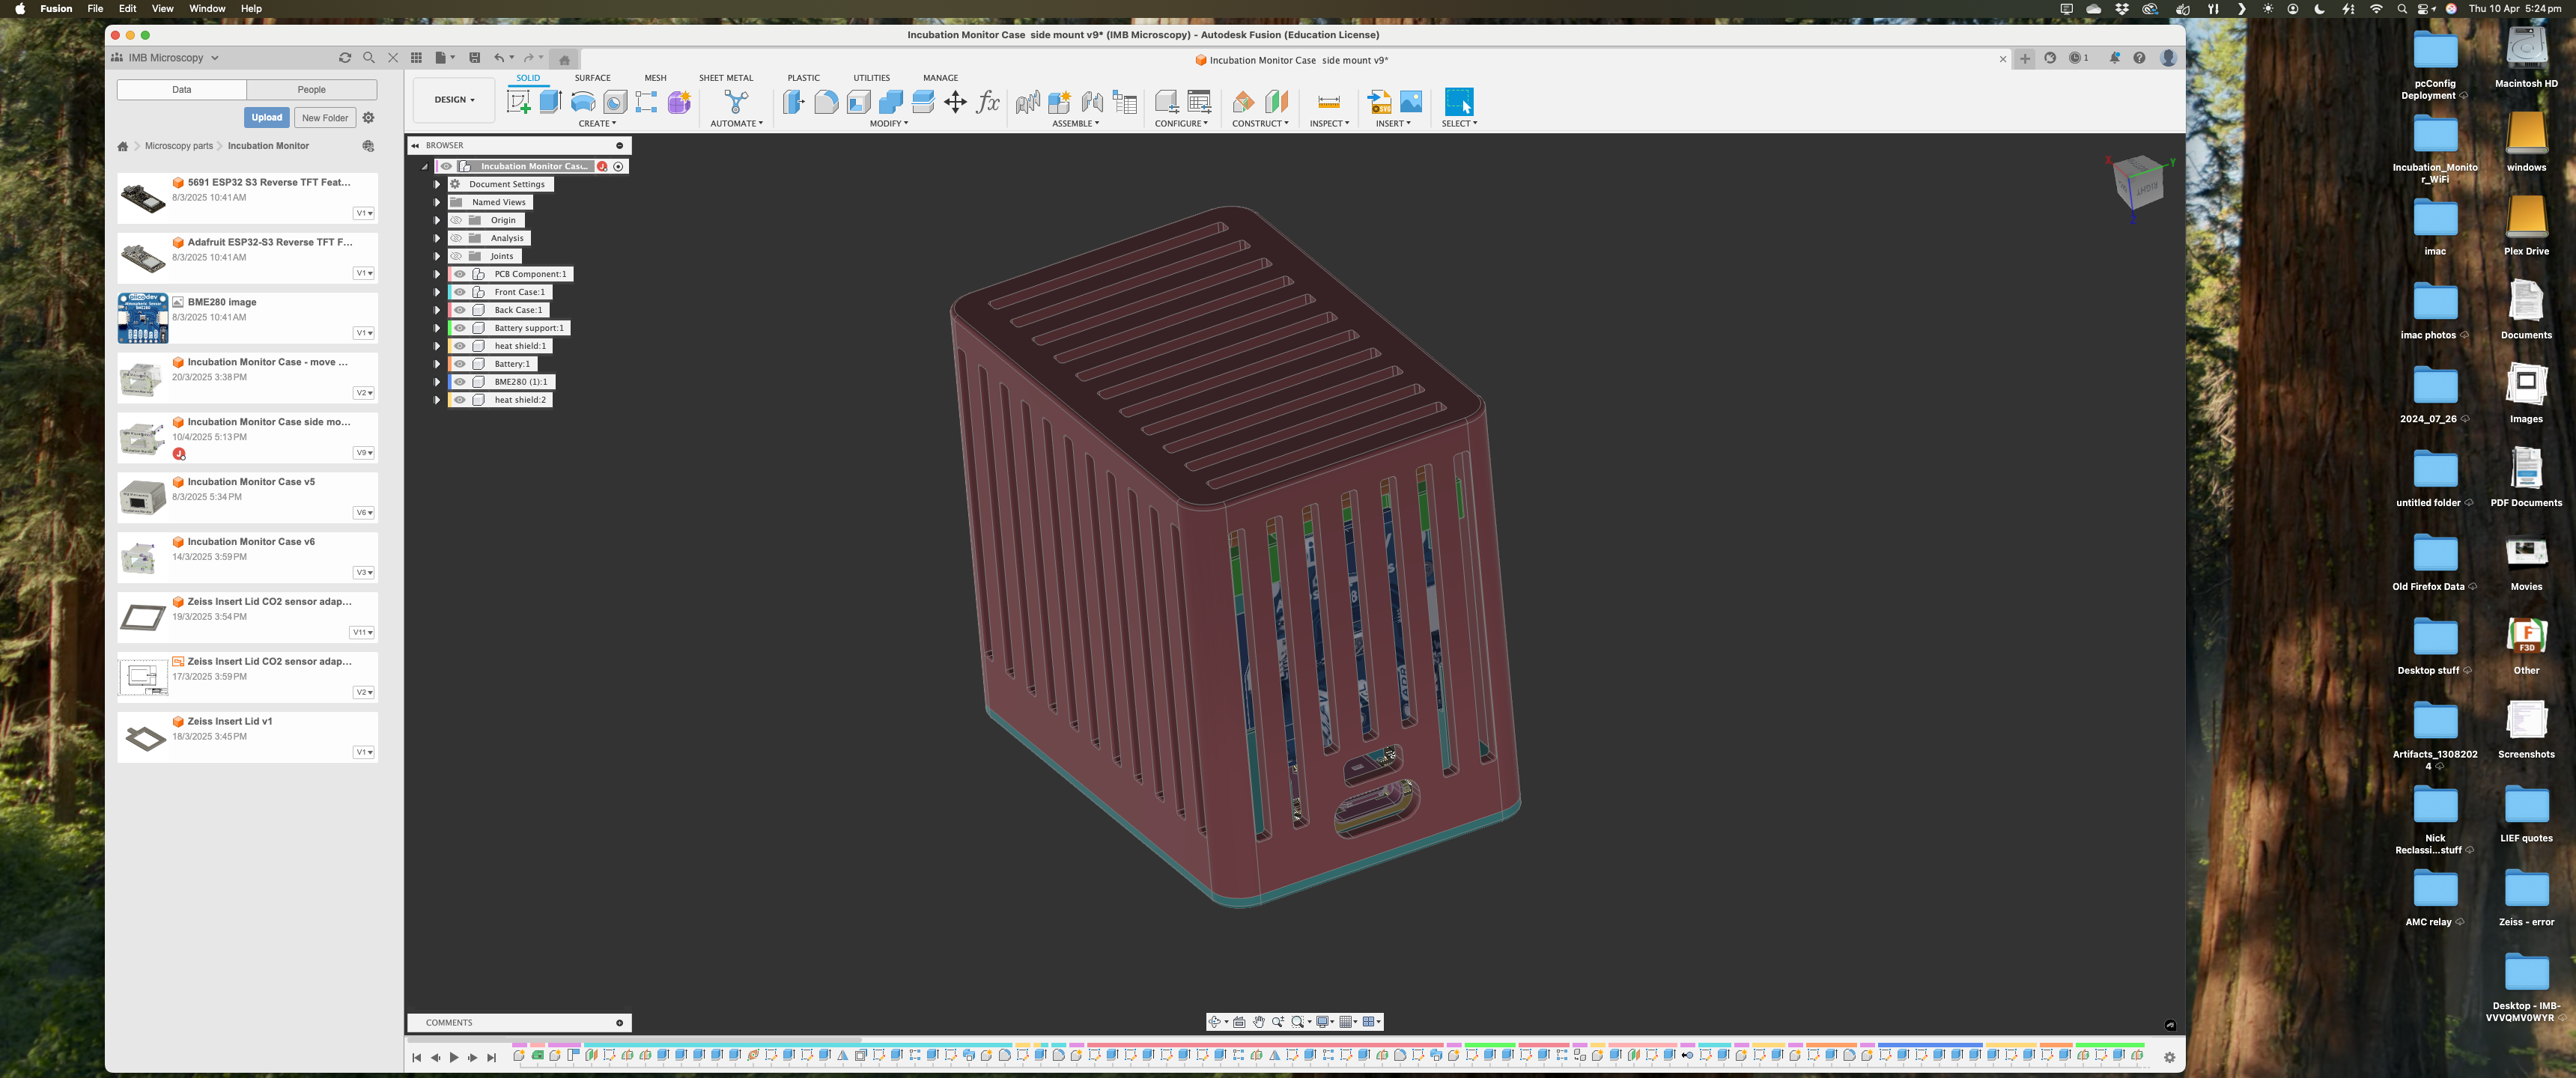 Fusion File Edit View Window Help
Thu 10 Apr 5:24 pm
Incubation Monitor Case side mount v9* (IMB Microscopy) - Autodesk Fusion (Education License)
IMB Microscopy
Incubation Monitor Case side mount v9*
1
Data People
Upload New Folder
Microscopy parts Incubation Monitor
5691 ESP32 S3 Reverse TFT Feat...
8/3/2025 10:41 AM
V1
Adafruit ESP32-S3 Reverse TFT F...
8/3/2025 10:41 AM
V1
BME280 image
8/3/2025 10:41 AM
V1
Incubation Monitor Case - move ...
20/3/2025 3:38 PM
V2
Incubation Monitor Case side mo...
10/4/2025 5:13 PM
J
V9
Incubation Monitor Case v5
8/3/2025 5:34 PM
V6
Incubation Monitor Case v6
14/3/2025 3:59 PM
V3
Zeiss Insert Lid CO2 sensor adap...
19/3/2025 3:54 PM
V11
Zeiss Insert Lid CO2 sensor adap...
17/3/2025 3:59 PM
V2
Zeiss Insert Lid v1
18/3/2025 3:45 PM
V1
DESIGN
SOLID SURFACE MESH SHEET METAL PLASTIC UTILITIES MANAGE
fx
CREATE AUTOMATE MODIFY ASSEMBLE CONFIGURE CONSTRUCT INSPECT INSERT SELECT
BROWSER
Incubation Monitor Cas...
Document Settings
Named Views
Origin
Analysis
Joints
PCB Component:1
Front Case:1
Back Case:1
Battery support:1
heat shield:1
Battery:1
BME280 (1):1
heat shield:2
X Y
RIGHT
COMMENTS
pcConfig
Deployment
Macintosh HD
Incubation_Monito
r_WiFi
windows
imac
Plex Drive
imac photos
Documents
2024_07_26
Images
untitled folder
PDF Documents
Old Firefox Data
Movies
F3D
Desktop stuff
Other
Artifacts_1308202
4
Screenshots
Nick
Reclassi...stuff
LIEF quotes
AMC relay
Zeiss - error
Desktop - IMB-
VVVQMV0WYR